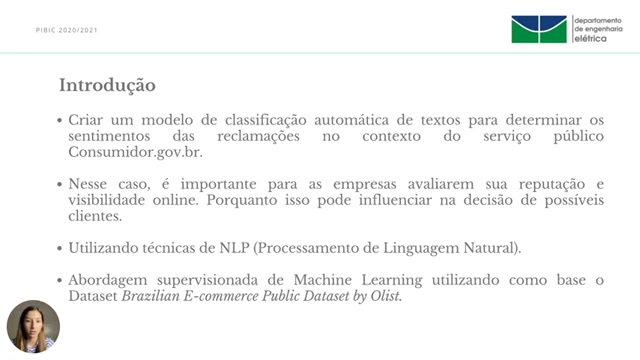 PIBIC 2020/2021
departamento
de engenharia
elétrica
Introdução
• Criar um modelo de classificação automática de textos para determinar os
sentimentos das reclamações no contexto do serviço público
Consumidor.gov.br.
• Nesse caso, é importante para as empresas avaliarem sua reputação e
visibilidade online. Porquanto isso pode influenciar na decisão de possíveis
clientes.
• Utilizando técnicas de NLP (Processamento de Linguagem Natural).
• Abordagem supervisionada de Machine Learning utilizando como base o
Dataset Brazilian E-commerce Public Dataset by Olist.